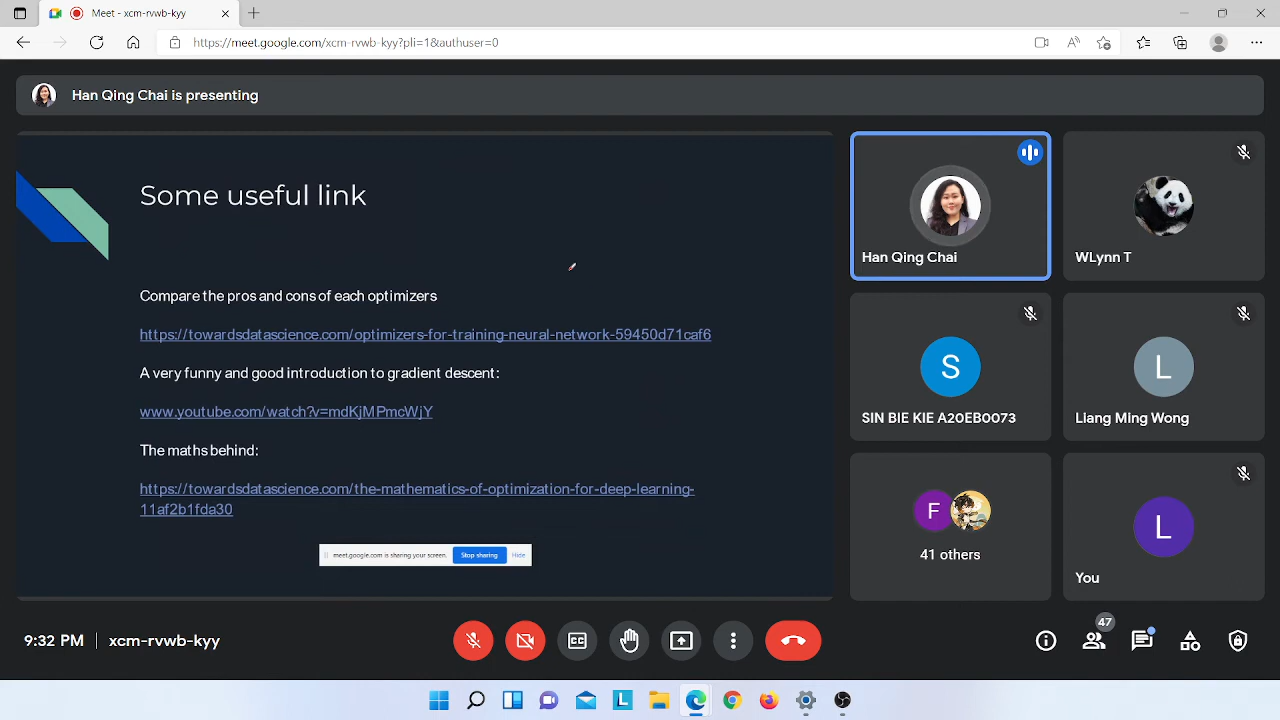 Meet - xcm-rvwb-kyy
https://meet.google.com/xcm-rvwb-kyy?pli=1&authuser=0
Han Qing Chai is presenting
Some useful link
Compare the pros and cons of each optimizers
https://towardsdatascience.com/optimizers-for-training-neural-network-59450d71caf6
A very funny and good introduction to gradient descent:
www.youtube.com/watch?v=mdKjMPmcWjY
The maths behind:
https://towardsdatascience.com/the-mathematics-of-optimization-for-deep-learning-
11af2b1fda30
meet.google.com is sharing your screen. Stop sharing Hide
Han Qing Chai
WLynn T
S
SIN BIE KIE A20EB0073
L
Liang Ming Wong
F
41 others
L
You
9:32 PM | xcm-rvwb-kyy
CC
47
L